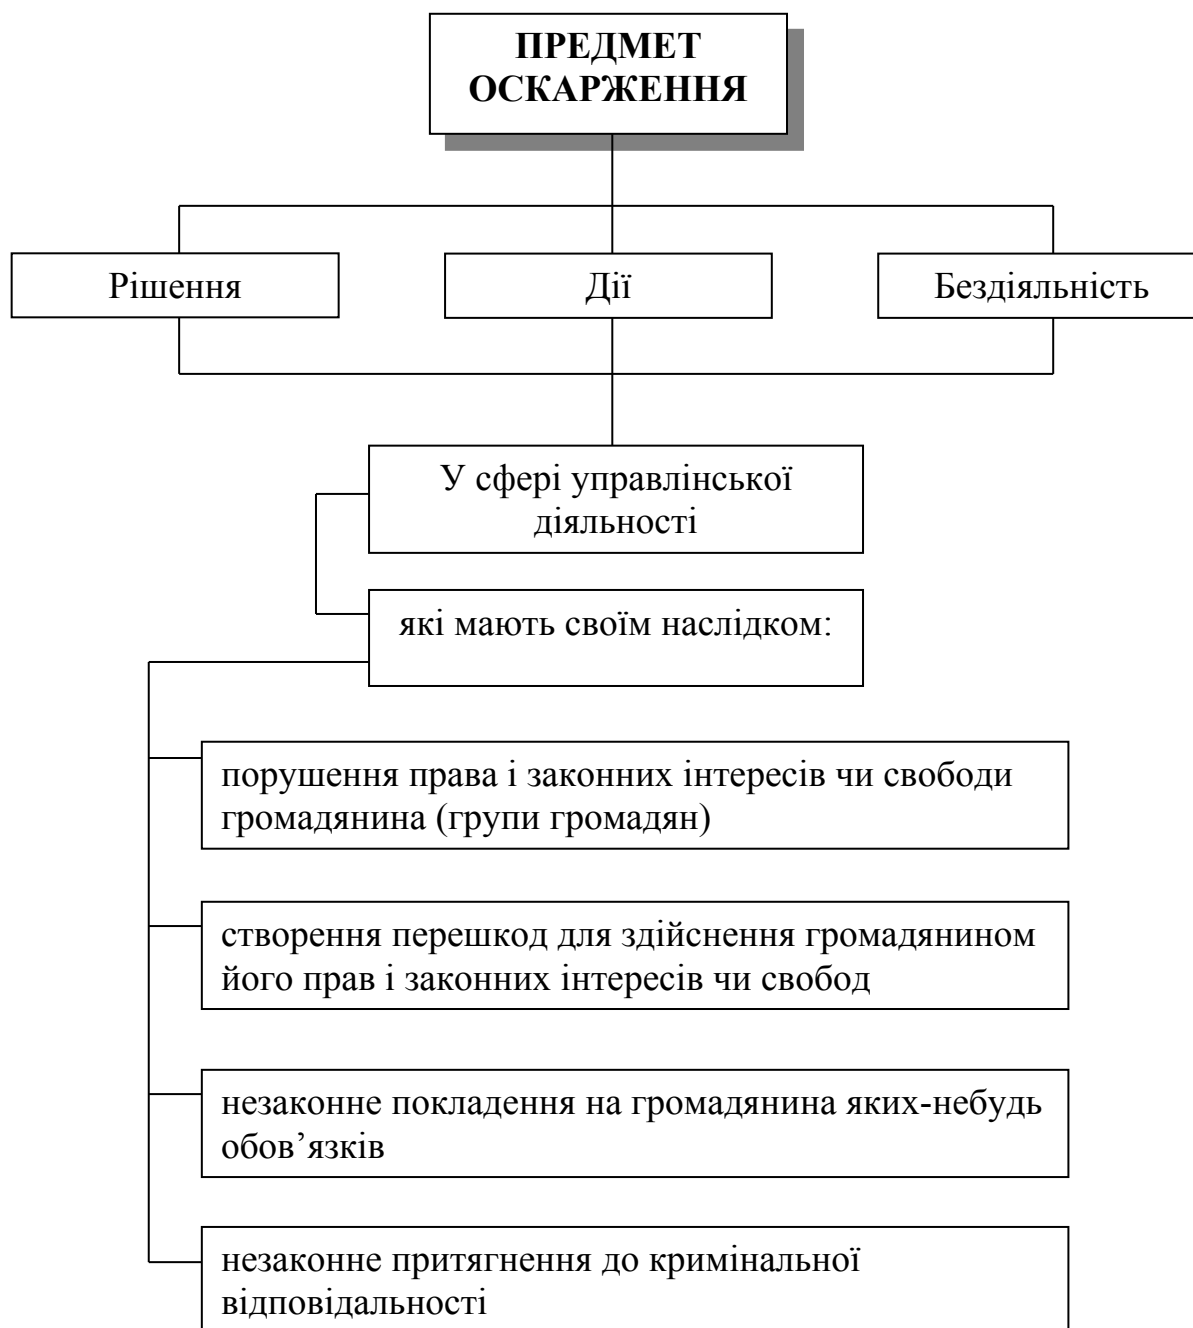 ПРЕДМЕТ
ОСКАРЖЕННЯ
Рішення
Дії
Бездіяльність
У сфері управлінської
діяльності
які мають своїм наслідком:
порушення права і законних інтересів чи свободи
громадянина (групи громадян)
створення перешкод для здійснення громадянином
його прав і законних інтересів чи свобод
незаконне покладення на громадянина яких-небудь
обов’язків
незаконне притягнення до кримінальної
відповідальності